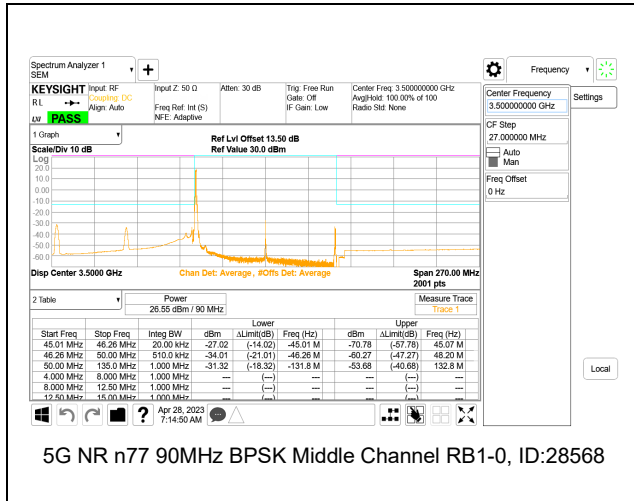 Spectrum Analyzer 1
SEM
Frequency
KEYSIGHT
RL
PASS
Input: RF
Coupling: DC
Align: Auto
Input Z: 50 Ω
Freq Ref: Int (S)
NFE: Adaptive
Atten: 30 dB
Trig: Free Run
Gate: Off
IF Gain: Low
Center Freq: 3.500000000 GHz
Avg|Hold: 100.00% of 100
Radio Std: None
Center Frequency
3.500000000 GHz
Settings
CF Step
27.000000 MHz
Auto
Man
Freq Offset
0 Hz
Local
1 Graph
Scale/Div 10 dB
Ref Lvl Offset 13.50 dB
Ref Value 30.0 dBm
Log
20.0
10.0
0.00
-10.0
-20.0
-30.0
-40.0
-50.0
-60.0
Disp Center 3.5000 GHz
Chan Det: Average, #Offs Det: Average
Span 270.00 MHz
2001 pts
2 Table
Power
26.55 dBm / 90 MHz
Measure Trace
Trace 1
Lower Upper
Start Freq Stop Freq Integ BW dBm ΔLimit(dB) Freq (Hz) dBm ΔLimit(dB) Freq (Hz)
45.01 MHz 46.26 MHz 20.00 kHz -27.02 (-14.02) -45.01 M -70.78 (-57.78) 45.07 M
46.26 MHz 50.00 MHz 510.0 kHz -34.01 (-21.01) -46.26 M -60.27 (-47.27) 48.20 M
50.00 MHz 135.0 MHz 1.000 MHz -31.32 (-18.32) -131.8 M -53.68 (-40.68) 132.8 M
4.000 MHz 8.000 MHz 1.000 MHz --- (---) --- --- (---) ---
8.000 MHz 12.50 MHz 1.000 MHz --- (---) --- --- (---) ---
12.50 MHz 15.00 MHz 1.000 MHz --- (---) --- --- (---) ---
Apr 28, 2023
7:14:50 AM
5G NR n77 90MHz BPSK Middle Channel RB1-0, ID:28568